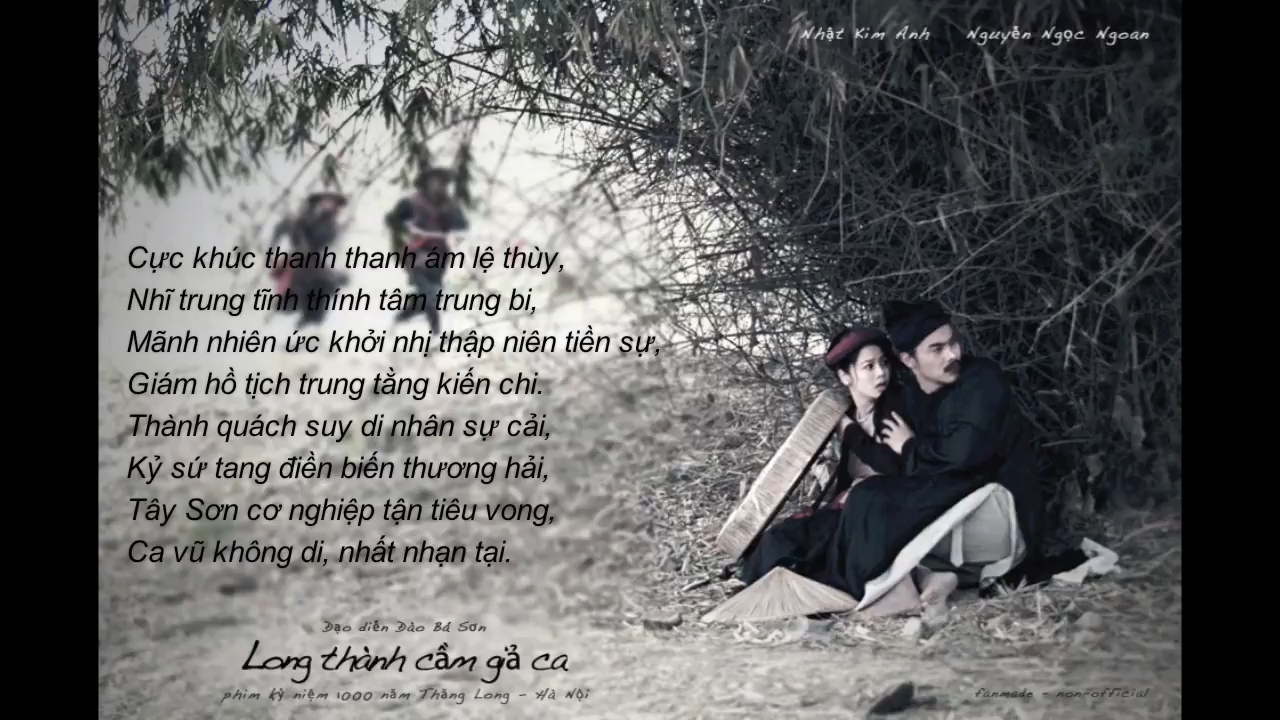 Nhật Kim Anh Nguyễn Ngọc Ngoan
Cực khúc thanh thanh ám lệ thùy,
Nhĩ trung tĩnh thính tâm trung bi,
Mãnh nhiên ức khởi nhị thập niên tiền sự,
Giám hồ tịch trung tằng kiến chi.
Thành quách suy di nhân sự cải,
Kỷ sứ tang điền biến thương hải,
Tây Sơn cơ nghiệp tận tiêu vong,
Ca vũ không di, nhất nhạn tại.
Đạo diễn Đào Bá Sơn
Long thành cầm giả ca
phim kỷ niệm 1000 năm Thăng Long - Hà Nội
fanmade - non-official